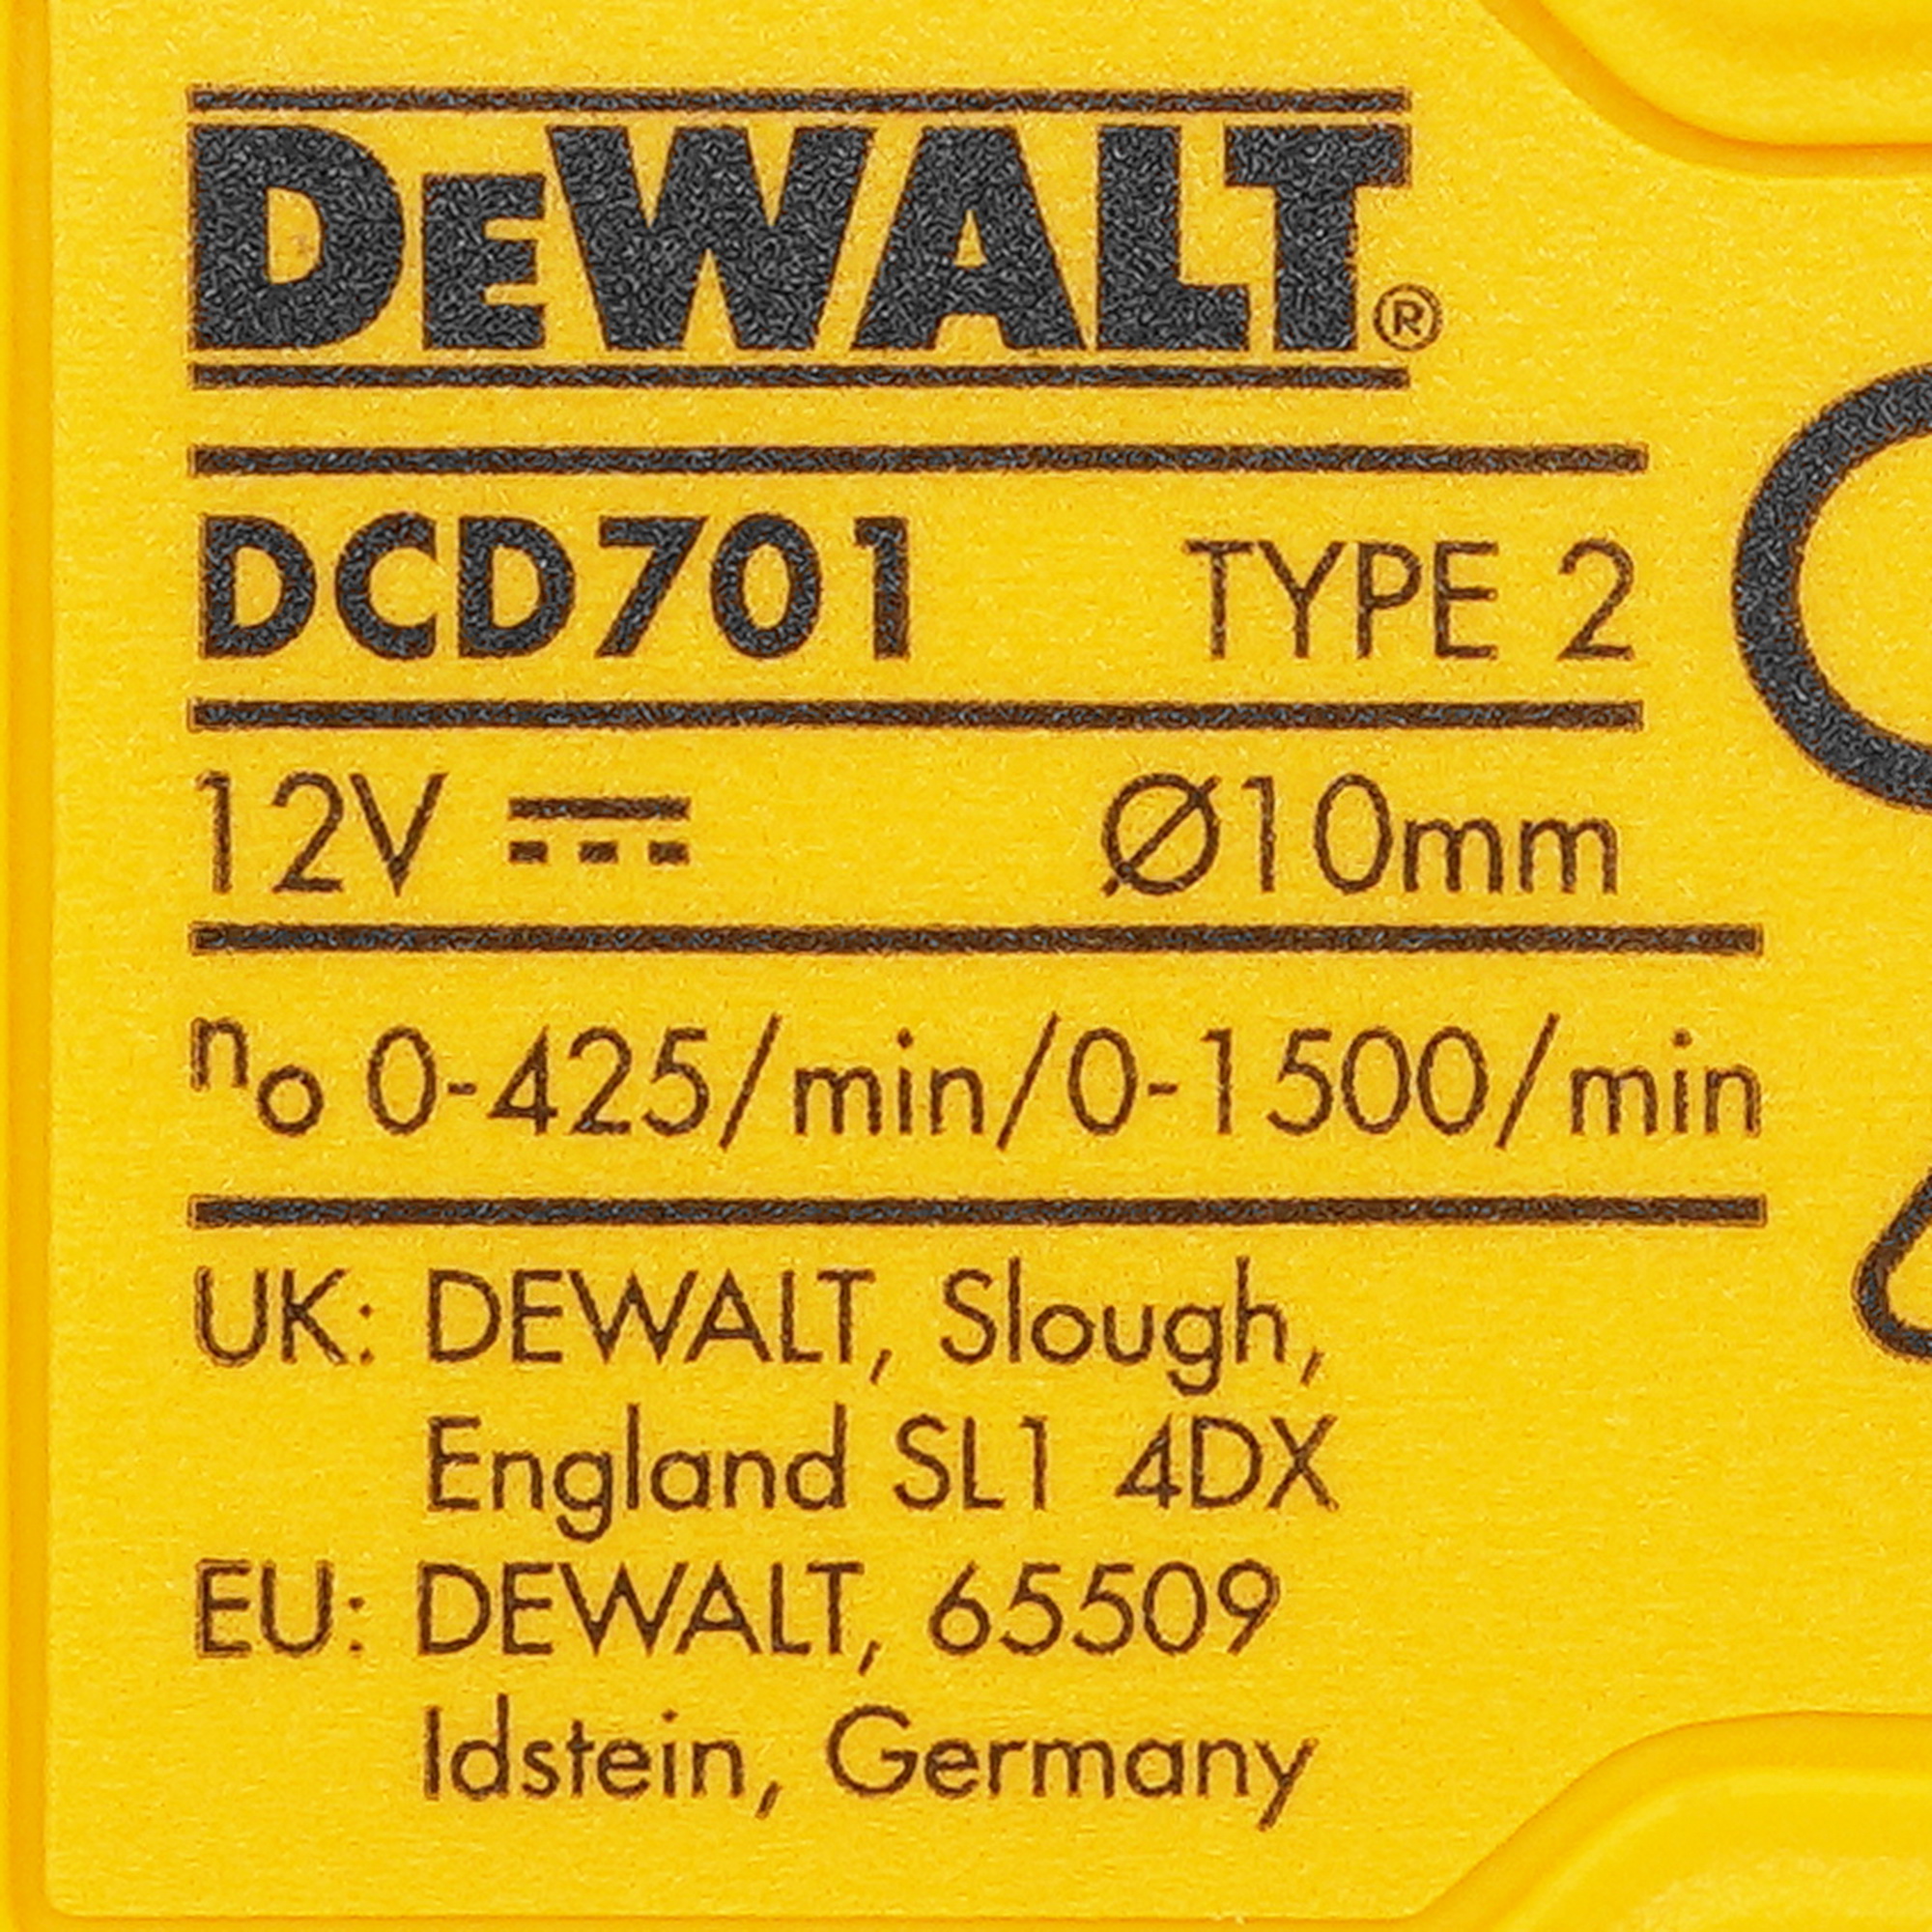 DEWALT®
DCD701 TYPE 2
12V ⎓ Ø10mm
no 0-425/min/0-1500/min
UK: DEWALT, Slough,
England SL1 4DX
EU: DEWALT, 65509
Idstein, Germany